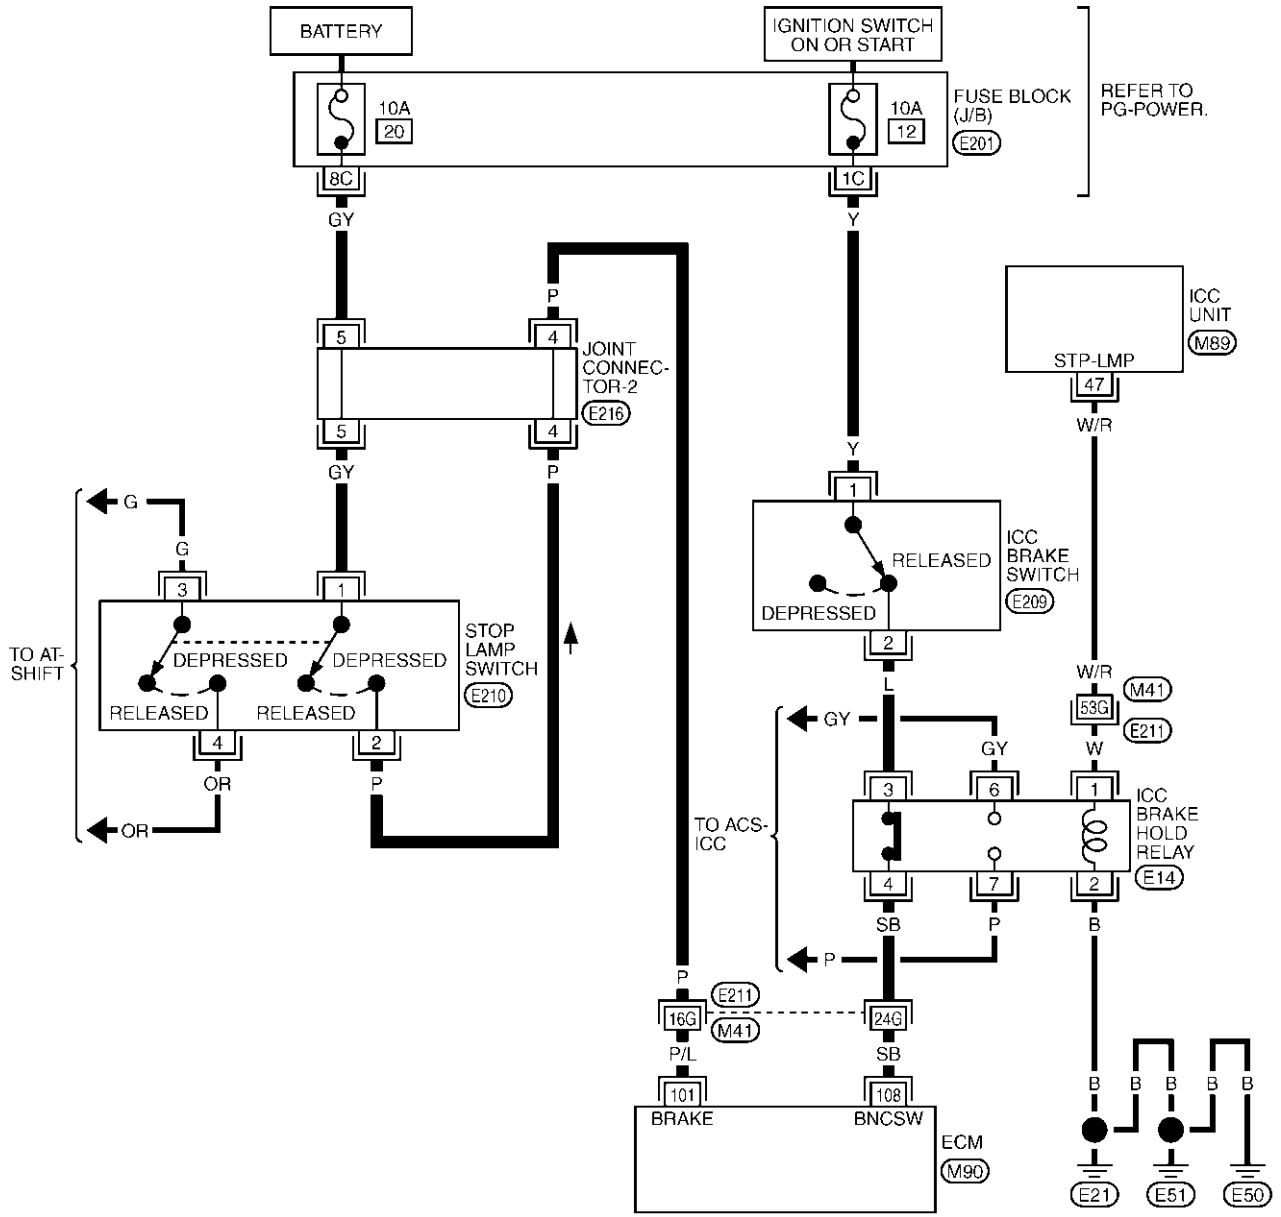 BATTERY
IGNITION SWITCH
ON OR START
10A
20
10A
12
FUSE BLOCK
(J/B)
E201
REFER TO
PG-POWER.
8C
1C
GY
Y
P
5
4
JOINT
CONNEC-
TOR-2
E216
5
4
GY
P
Y
ICC
UNIT
M89
STP-LMP
47
W/R
1
RELEASED
DEPRESSED
ICC
BRAKE
SWITCH
E209
2
L
G
G
3
1
TO AT-
SHIFT
DEPRESSED
DEPRESSED
RELEASED
RELEASED
STOP
LAMP
SWITCH
E210
4
2
OR
P
OR
W/R
M41
53G
E211
W
GY
GY
3
6
1
TO ACS-
ICC
ICC
BRAKE
HOLD
RELAY
E14
4
7
2
SB
P
B
P
P
E211
16G
24G
M41
P/L
SB
101
108
BRAKE
BNCSW
ECM
M90
B
B
B
B
B
E21
E51
E50